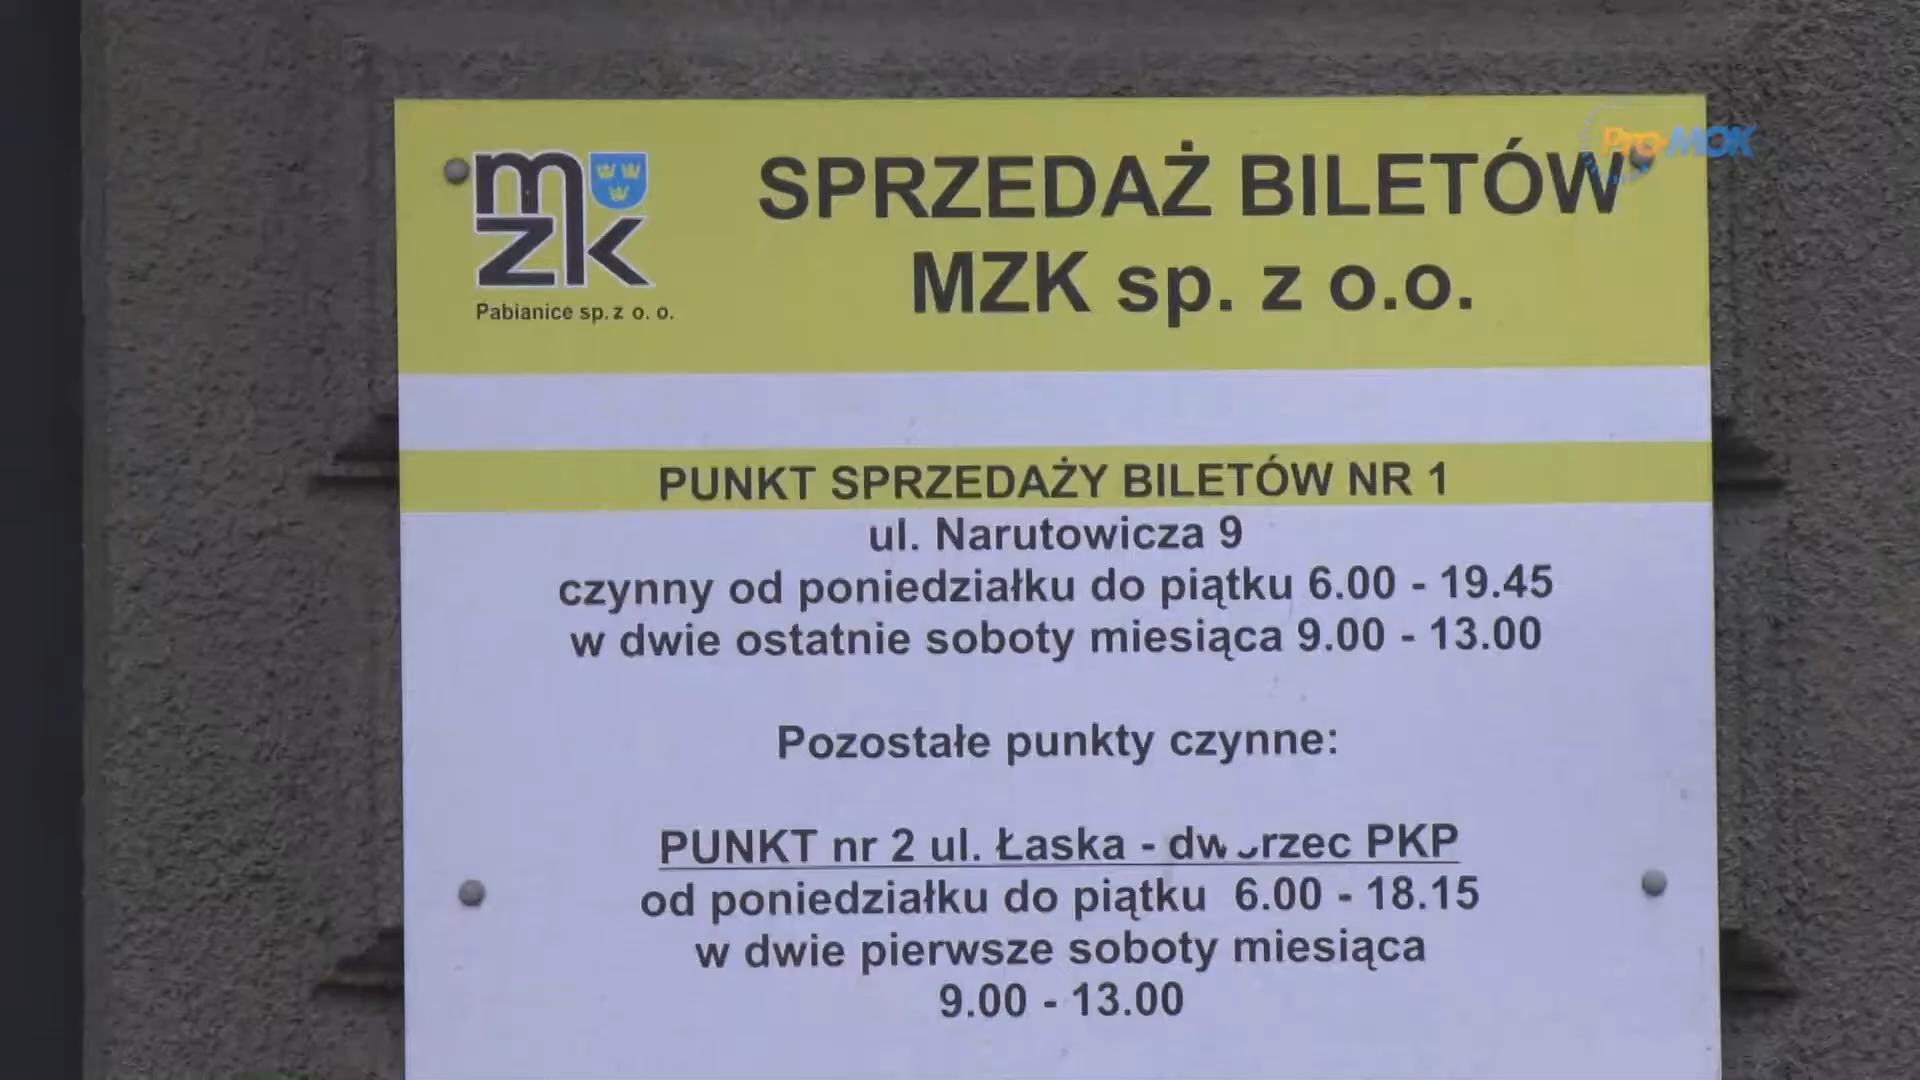 SPRZEDAŻ BILETÓW
MZK sp. z o.o.
mzk
Pabianice sp. z o. o.
Pro-MOK
PUNKT SPRZEDAŻY BILETÓW NR 1
ul. Narutowicza 9
czynny od poniedziałku do piątku 6.00 - 19.45
w dwie ostatnie soboty miesiąca 9.00 - 13.00
Pozostałe punkty czynne:
PUNKT nr 2 ul. Łaska - dworzec PKP
od poniedziałku do piątku 6.00 - 18.15
w dwie pierwsze soboty miesiąca
9.00 - 13.00